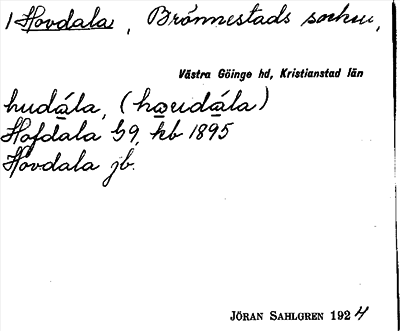 1 Hovdala, Brönnestads socken,
Västra Göinge hd, Kristianstad län
hudála, (haudála)
Hofdala G9, kb 1895
Hovdala jb.
JÖRAN SAHLGREN 1924